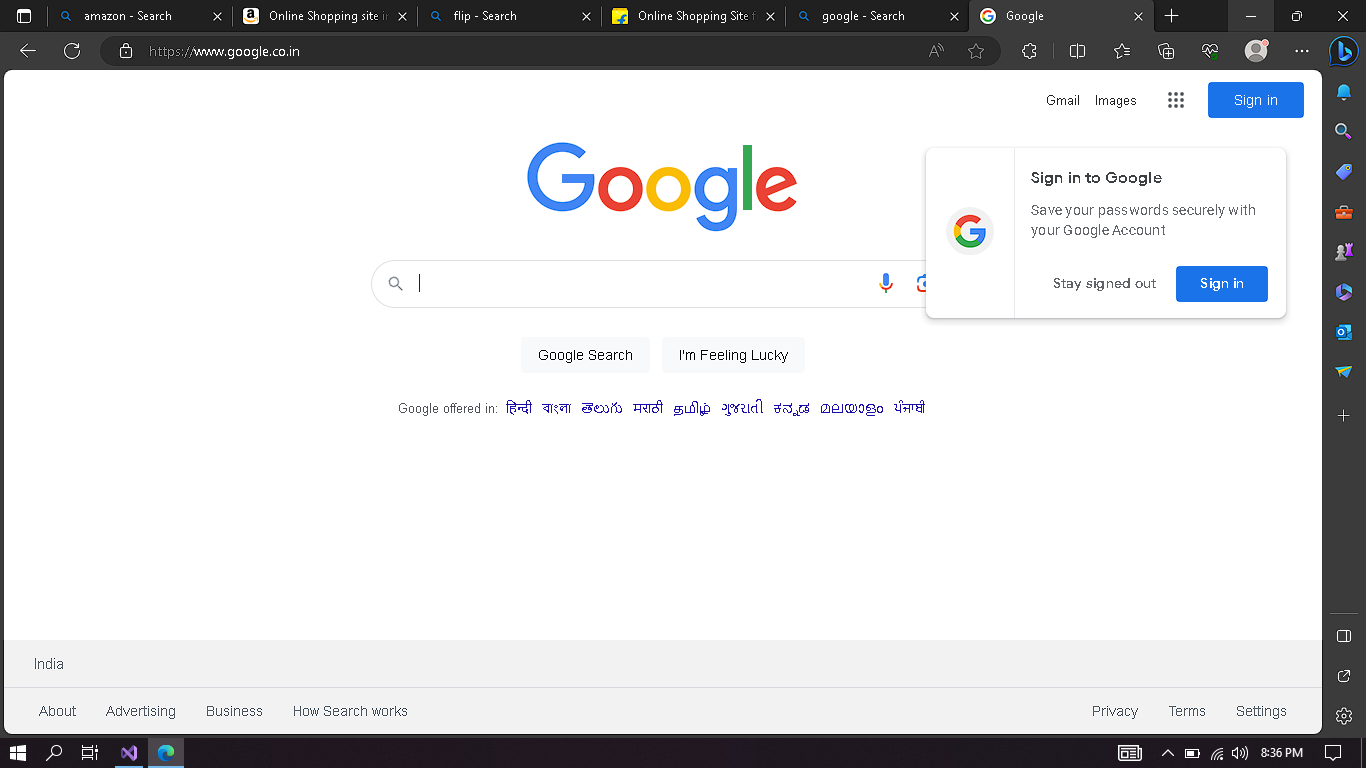 amazon - Search
Online Shopping site in
flip - Search
Online Shopping Site f
google - Search
Google
https://www.google.co.in
Gmail Images Sign in
Google
Sign in to Google
Save your passwords securely with
your Google Account
Stay signed out Sign in
Google Search I'm Feeling Lucky
Google offered in: हिन्दी বাংলা తెలుగు मराठी தமிழ் ગુજરાતી ಕನ್ನಡ മലയാളം ਪੰਜਾਬੀ
India
About Advertising Business How Search works Privacy Terms Settings
8:36 PM